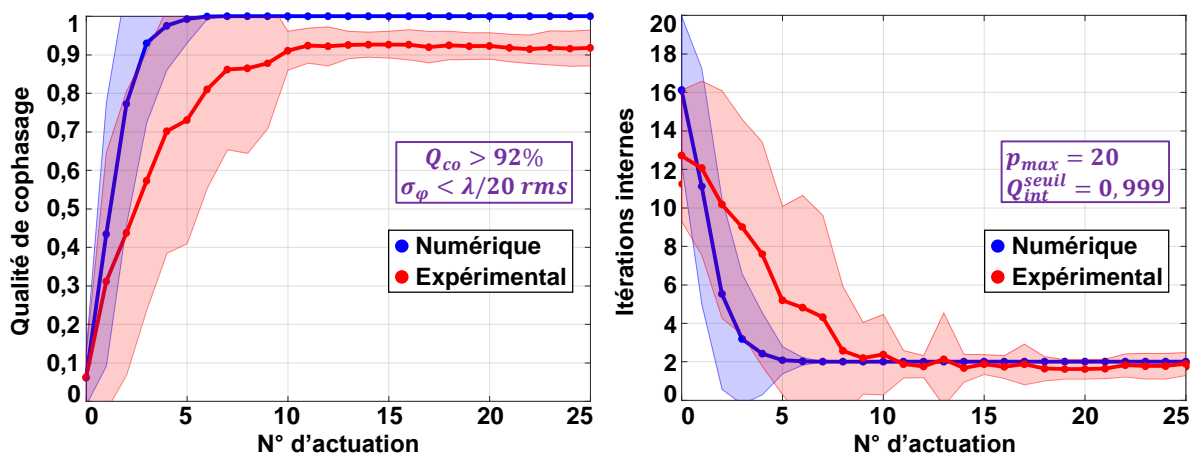 Qualité de cophasage
1
0,9
0,8
0,7
0,6
0,5
0,4
0,3
0,2
0,1
0
0 5 10 15 20 25
N° d'actuation
Q_co > 92%
σ_φ < λ/20 rms
Numérique
Expérimental
Itérations internes
20
18
16
14
12
10
8
6
4
2
0
0 5 10 15 20 25
N° d'actuation
p_max = 20
Q_int^seuil = 0,999
Numérique
Expérimental